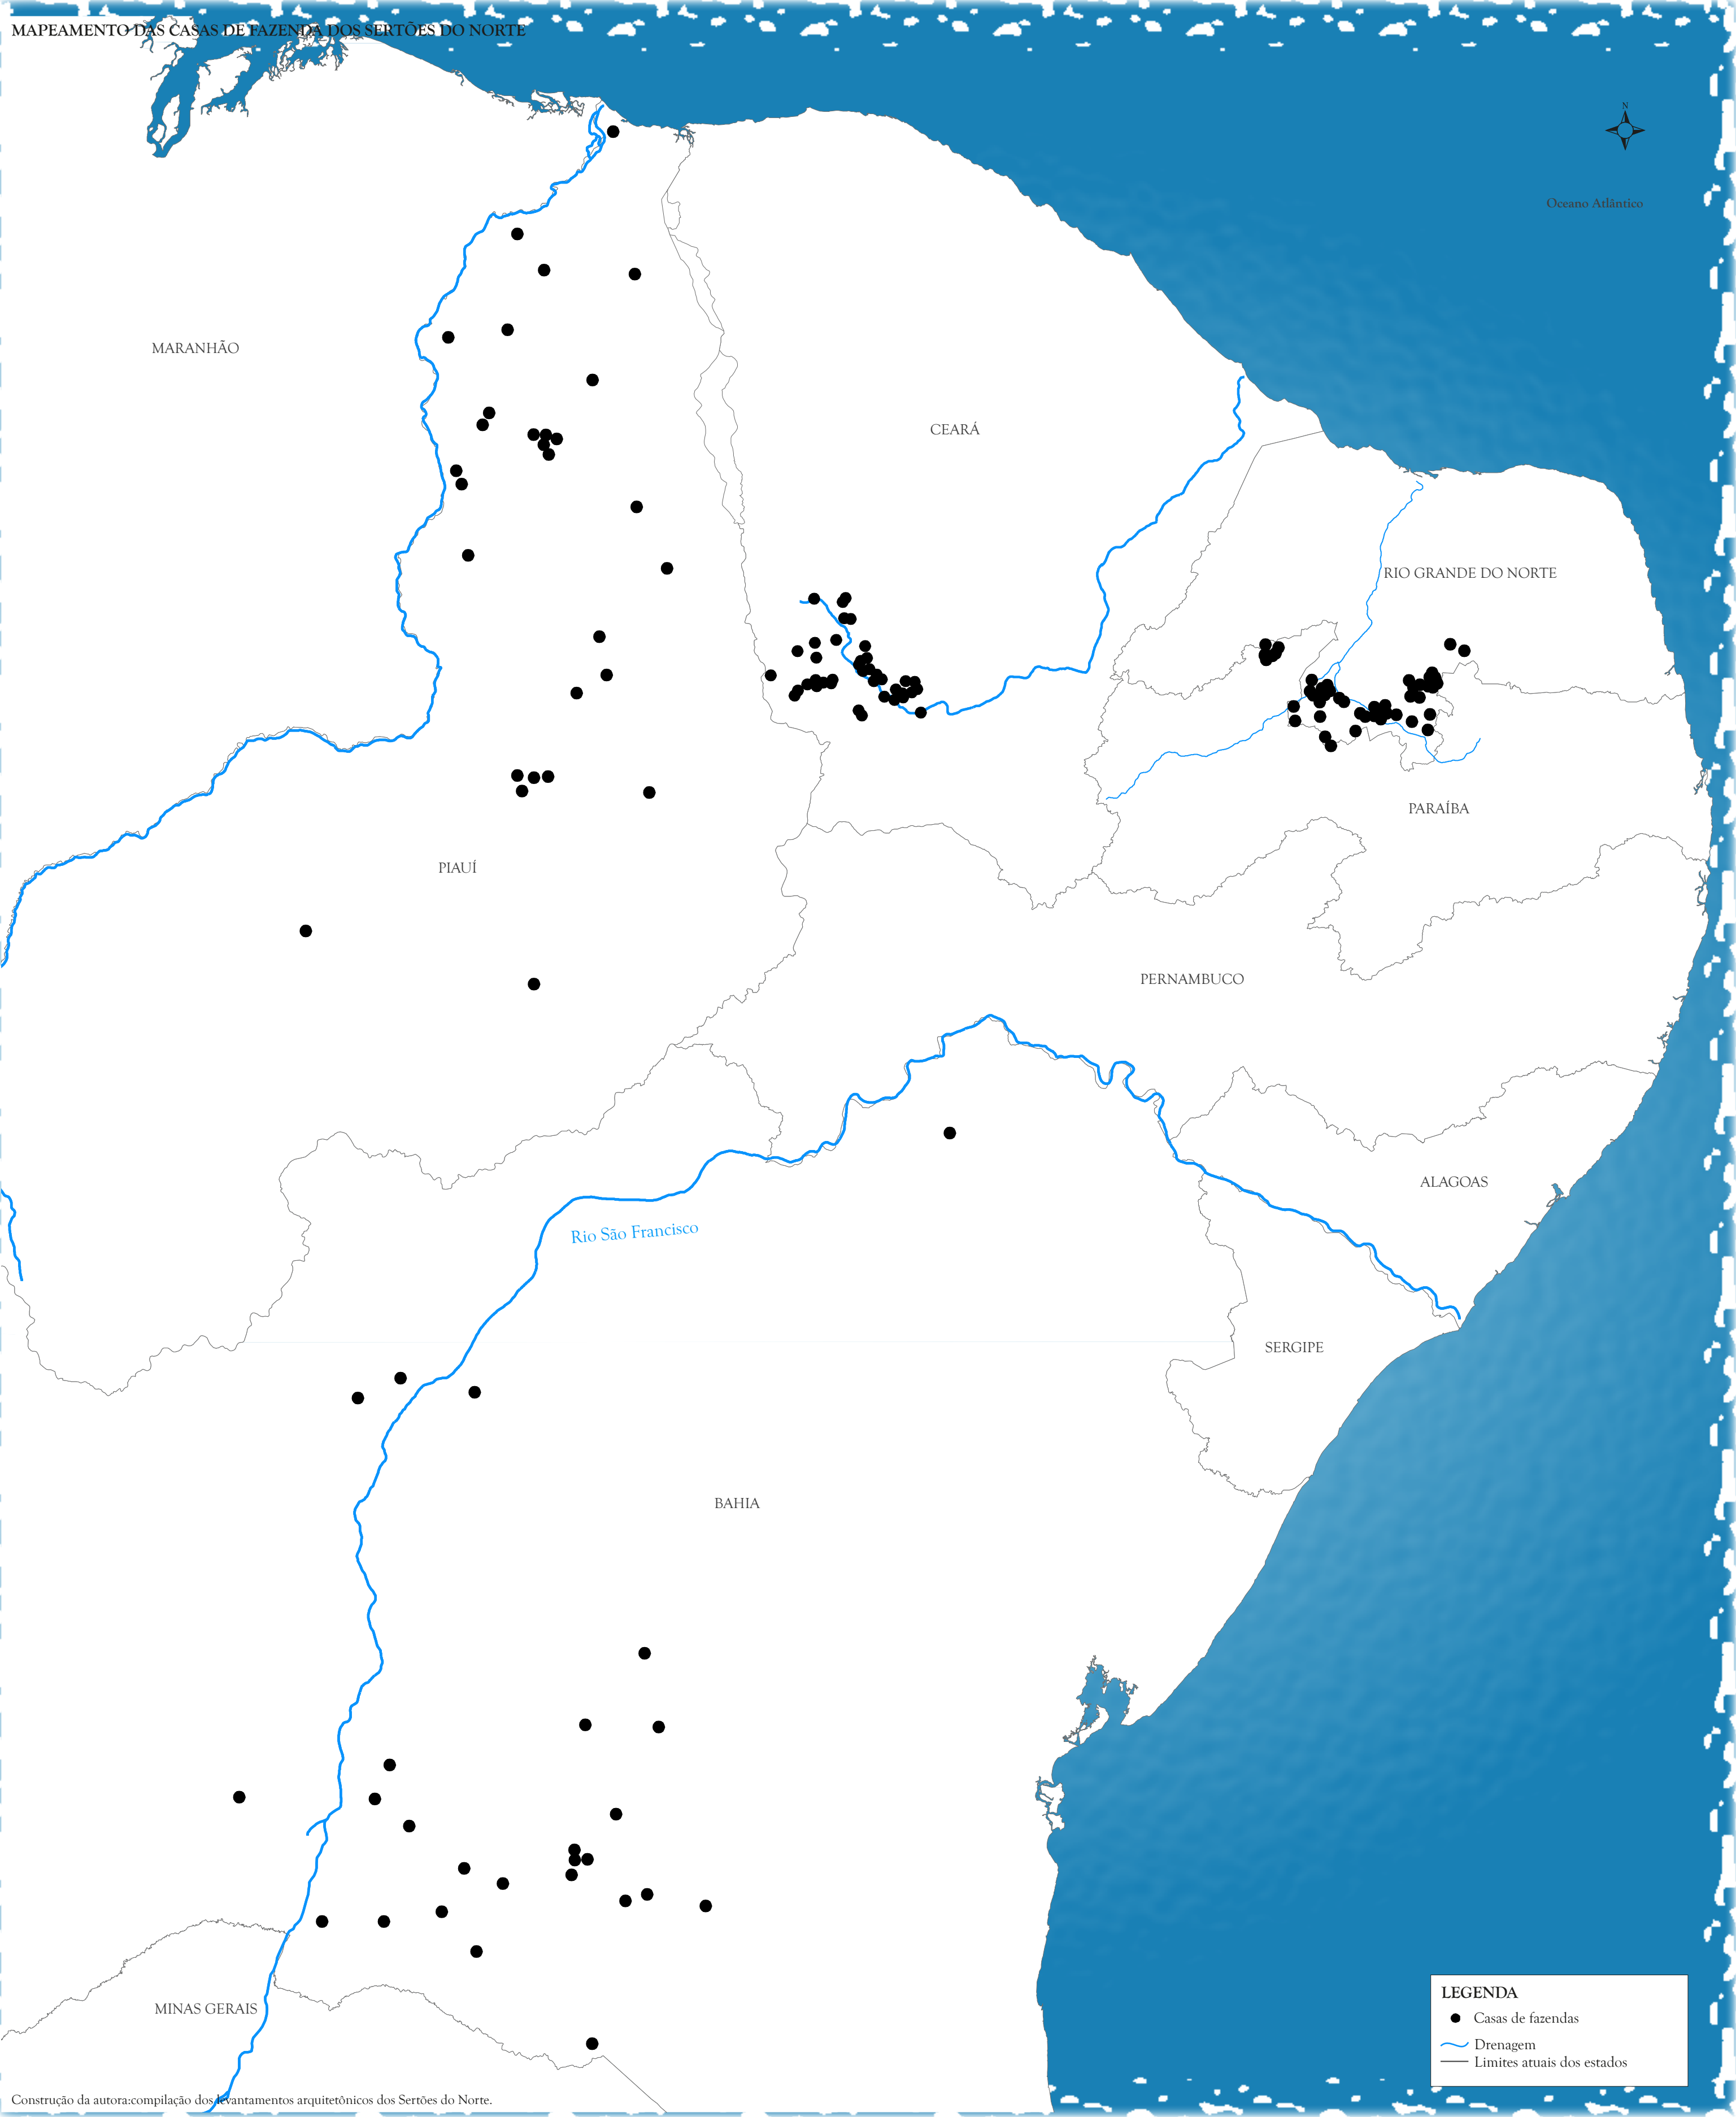 MAPEAMENTO DAS CASAS DE FAZENDA DOS SERTÕES DO NORTE
N
Oceano Atlântico
MARANHÃO
CEARÁ
RIO GRANDE DO NORTE
PARAÍBA
PIAUÍ
PERNAMBUCO
ALAGOAS
Rio São Francisco
SERGIPE
BAHIA
MINAS GERAIS
LEGENDA
Casas de fazendas
Drenagem
Limites atuais dos estados
Construção da autora:compilação dos levantamentos arquitetônicos dos Sertões do Norte.